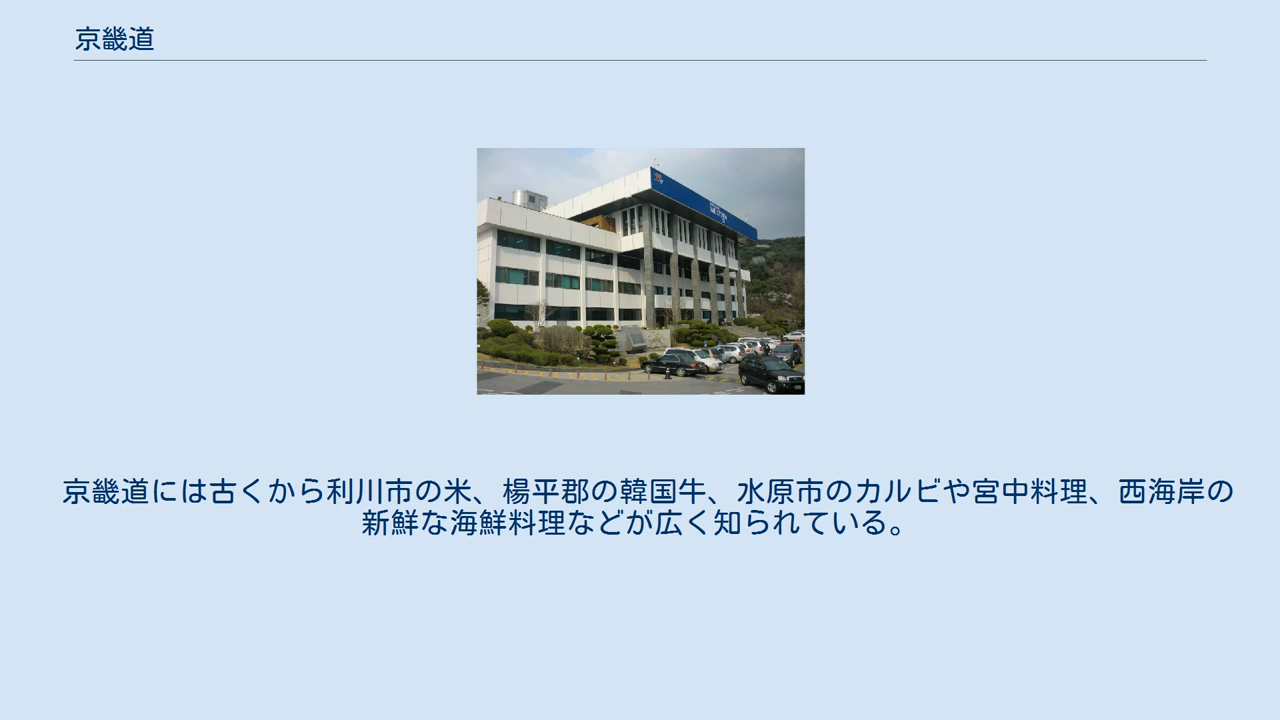 京畿道
京畿道には古くから利川市の米、楊平郡の韓国牛、水原市のカルビや宮中料理、西海岸の
新鮮な海鮮料理などが広く知られている。